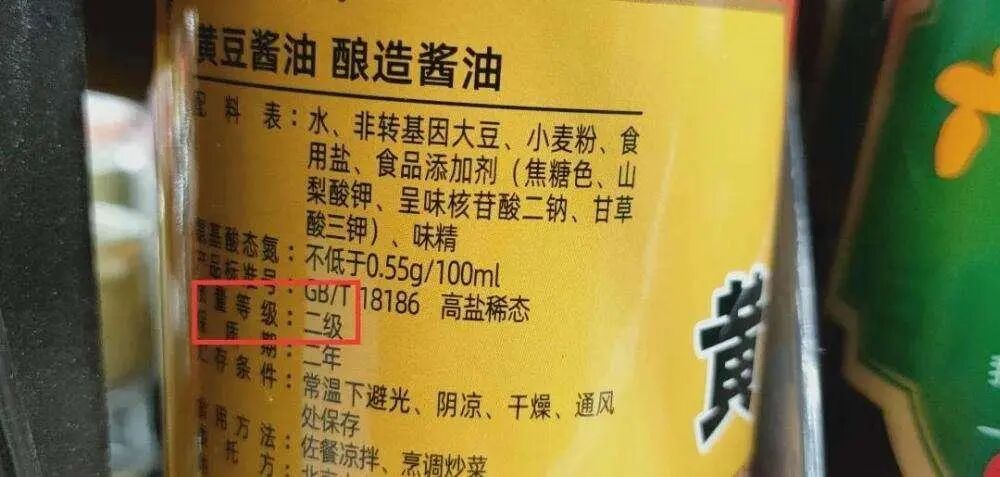 黄豆酱油 酿造酱油
配料表：水、非转基因大豆、小麦粉、食
用盐、食品添加剂（焦糖色、山
梨酸钾、呈味核苷酸二钠、甘草
酸三钾）、味精
氨基酸态氮：不低于0.55g/100ml
产品标准号：GB/T 18186 高盐稀态
质量等级：二级
保质期：二年
贮存条件：常温下避光、阴凉、干燥、通风
处保存
食用方法：佐餐凉拌、烹调炒菜
黄